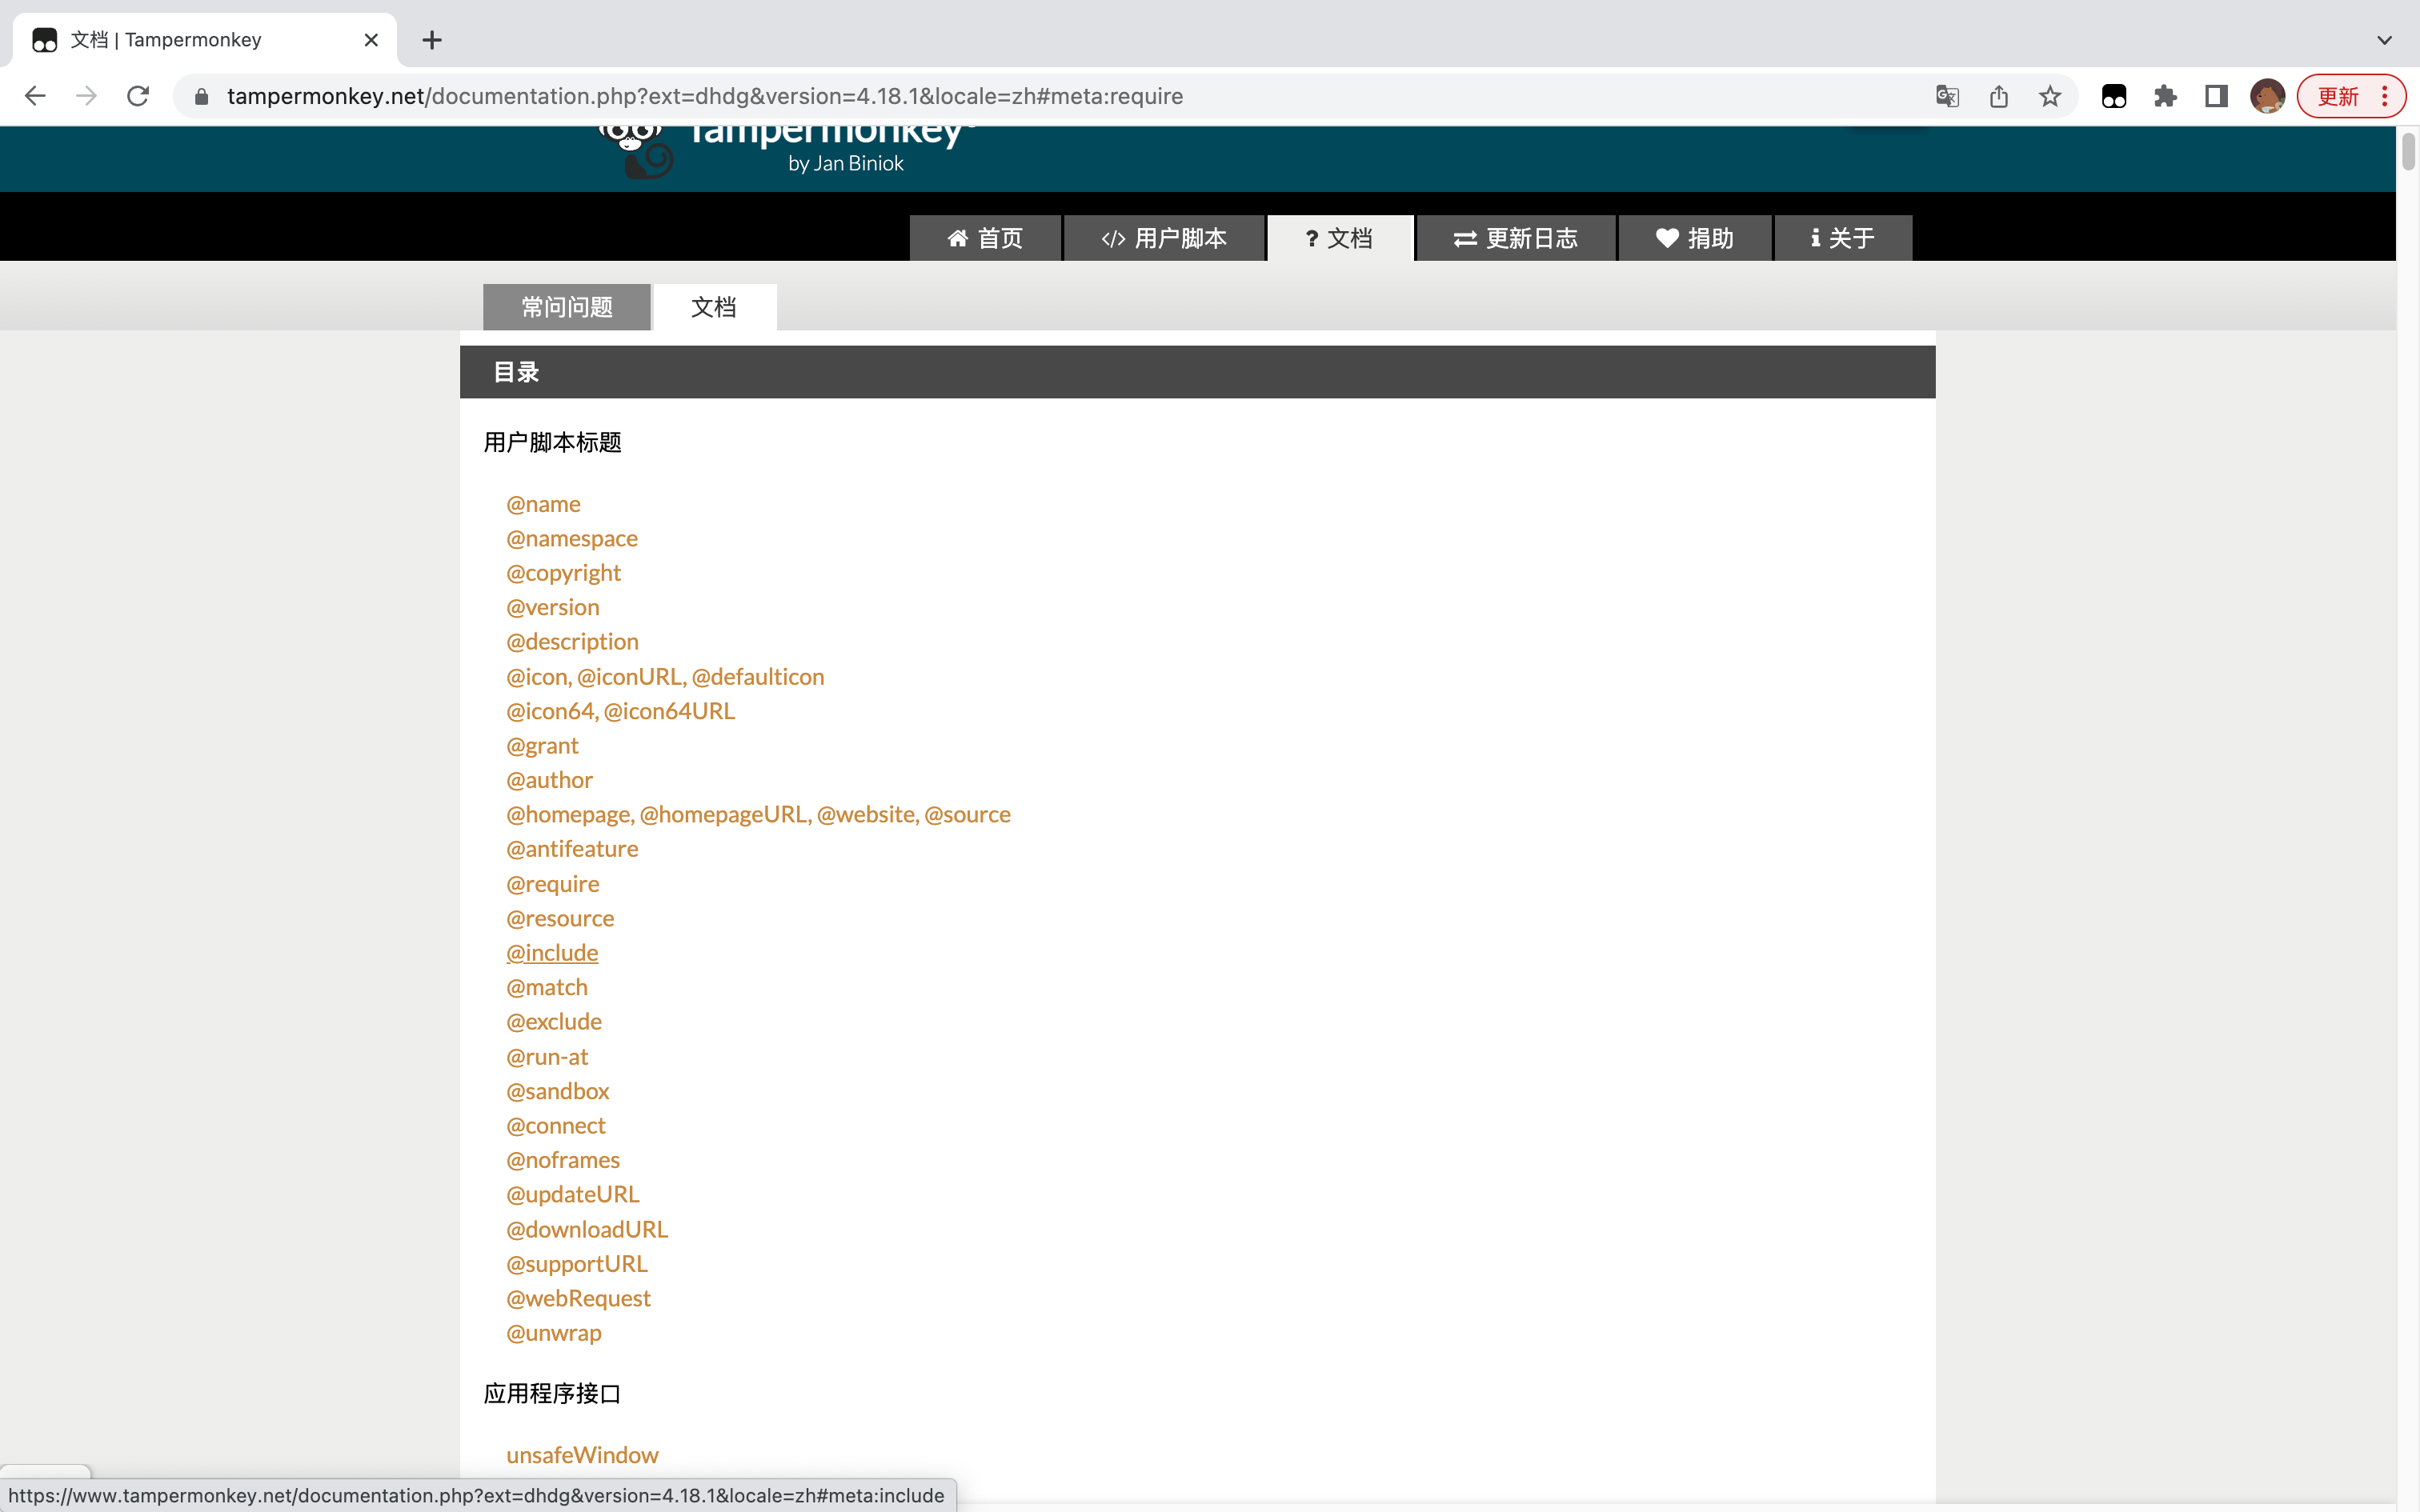 文档 | Tampermonkey
tampermonkey.net/documentation.php?ext=dhdg&version=4.18.1&locale=zh#meta:require
更新
Tampermonkey
by Jan Biniok
首页 </> 用户脚本 ? 文档 更新日志 捐助 关于
常问问题 文档
目录
用户脚本标题
@name
@namespace
@copyright
@version
@description
@icon, @iconURL, @defaulticon
@icon64, @icon64URL
@grant
@author
@homepage, @homepageURL, @website, @source
@antifeature
@require
@resource
@include
@match
@exclude
@run-at
@sandbox
@connect
@noframes
@updateURL
@downloadURL
@supportURL
@webRequest
@unwrap
应用程序接口
unsafeWindow
https://www.tampermonkey.net/documentation.php?ext=dhdg&version=4.18.1&locale=zh#meta:include